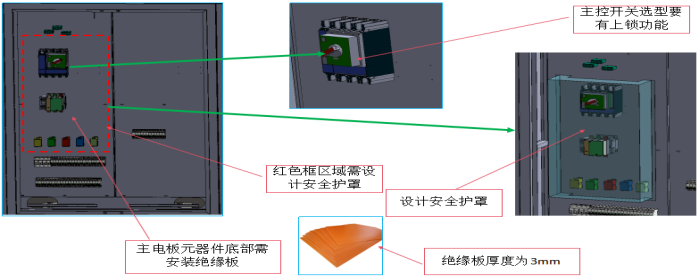 主控开关选型要
有上锁功能
红色框区域需设
计安全护罩
设计安全护罩
主电板元器件底部需
安装绝缘板
绝缘板厚度为3mm